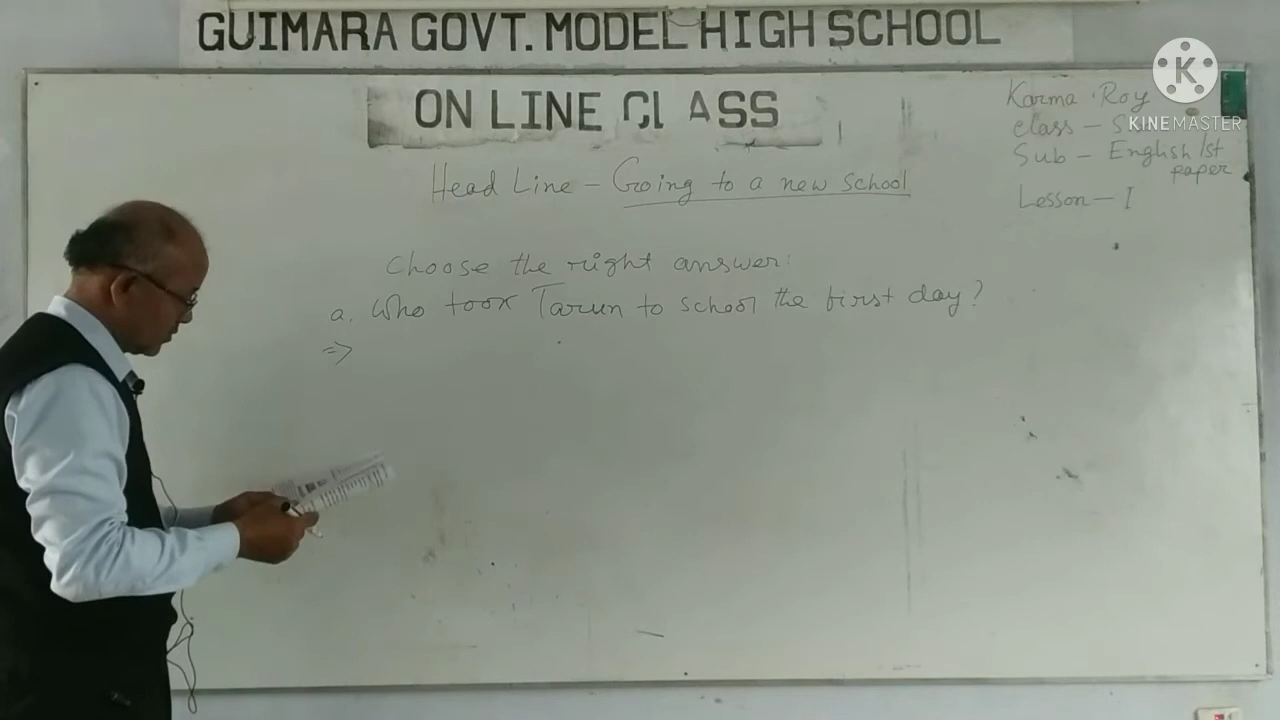 GUIMARA GOVT. MODEL HIGH SCHOOL
ON LINE CLASS
Karma Roy
class –
Sub – English 1st
paper
Lesson – I
KINEMASTER
Head Line – Going to a new school
choose the right answer:
a. Who took Tarun to school the first day?
=>